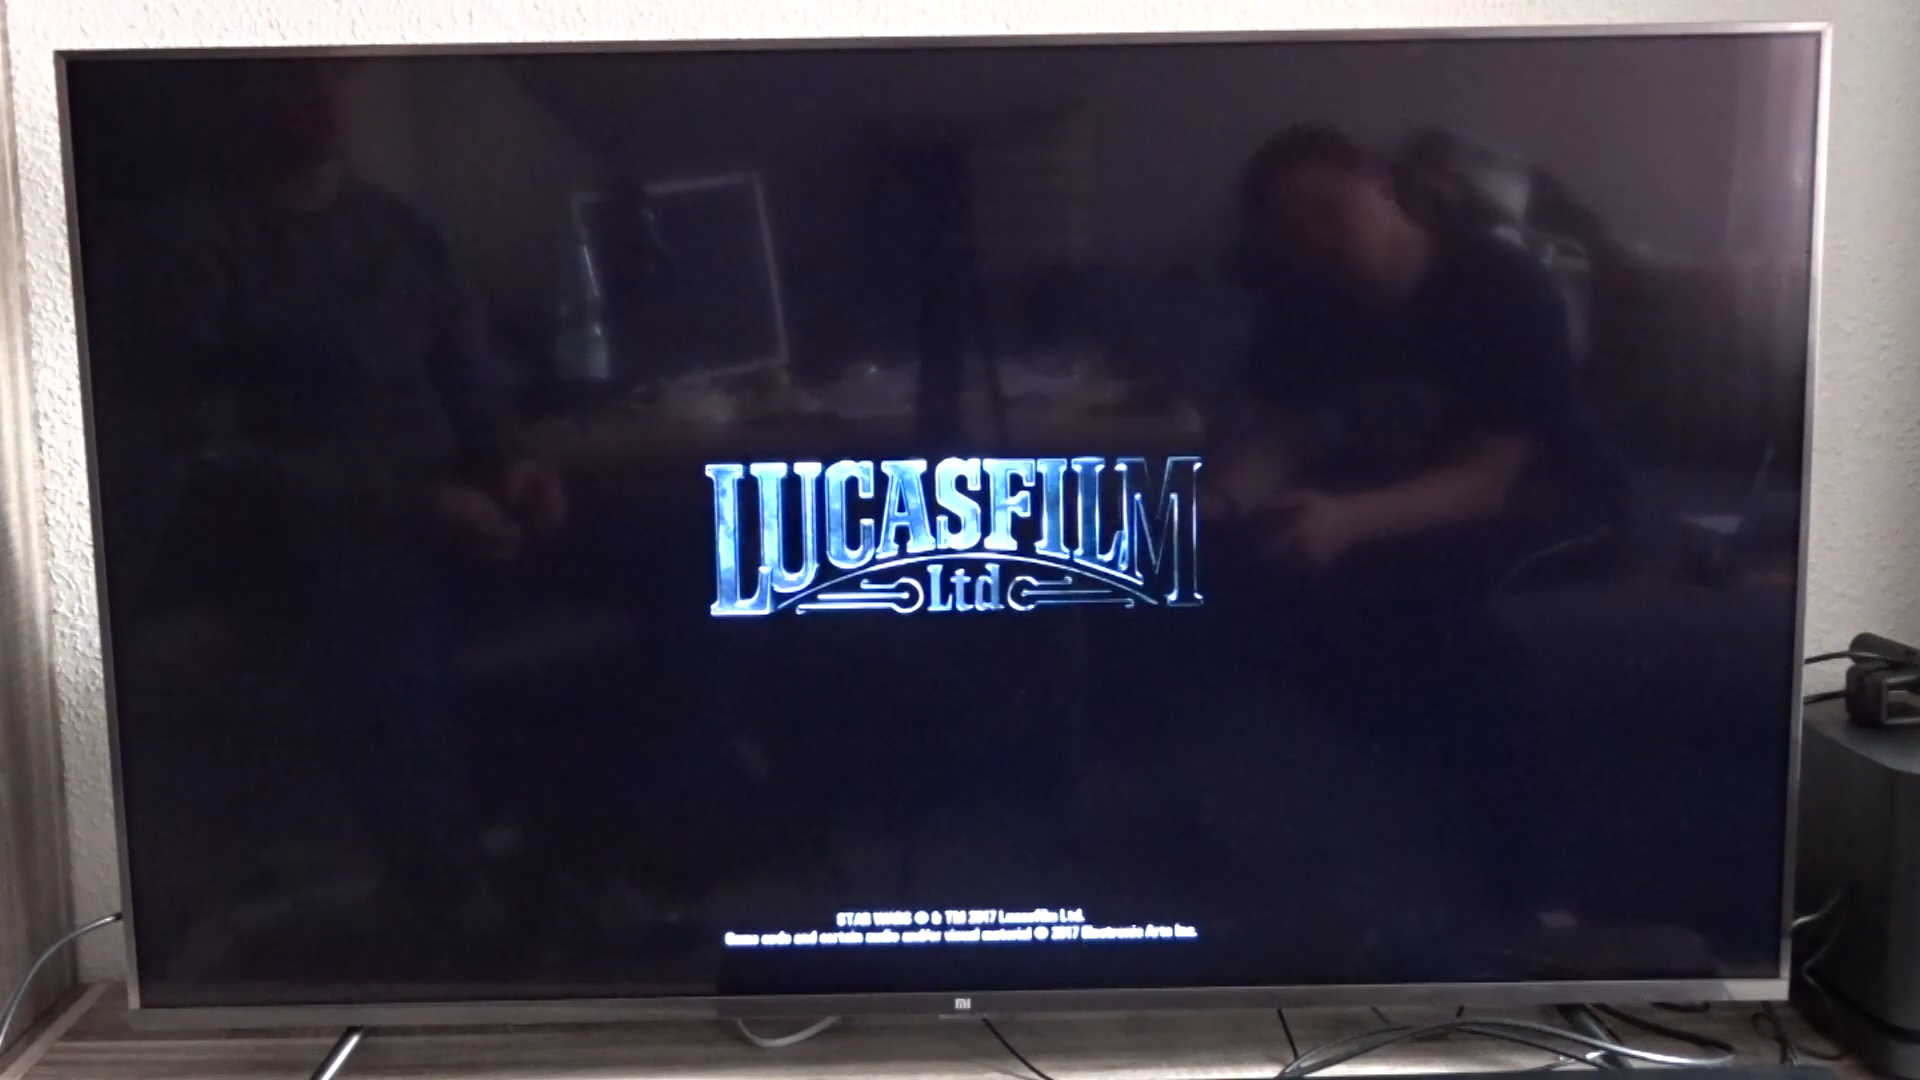 LUCASFILM
Ltd
STAR WARS © & TM 2017 Lucasfilm Ltd.
Game code and certain audio and/or visual material © 2017 Electronic Arts Inc.
mi